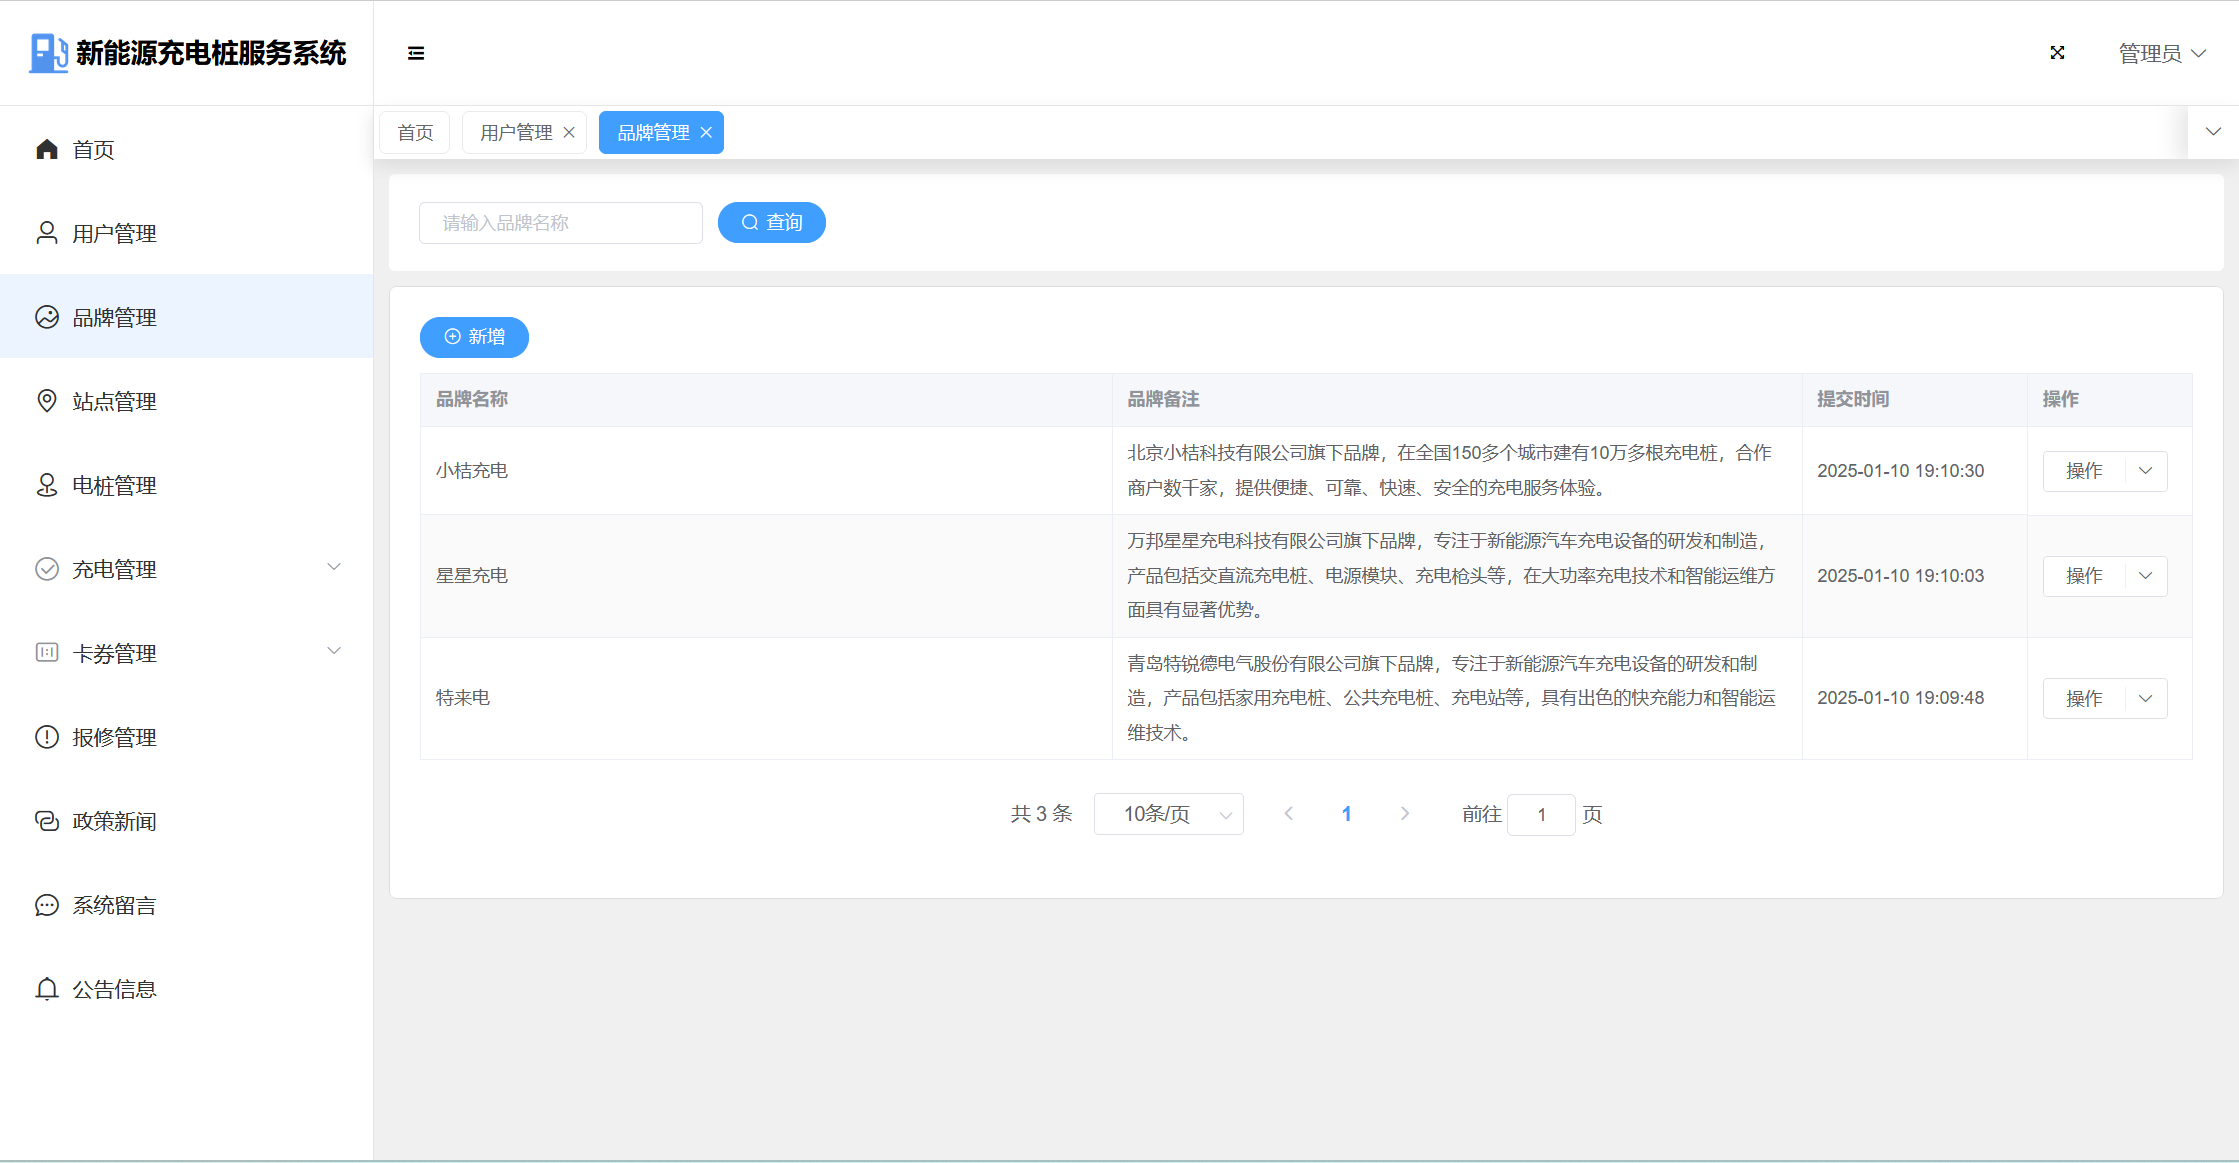 新能源充电桩服务系统
管理员
首页
用户管理
品牌管理
站点管理
电桩管理
充电管理
卡券管理
报修管理
政策新闻
系统留言
公告信息
首页 用户管理 品牌管理
请输入品牌名称 查询
新增
品牌名称 品牌备注 提交时间 操作
小桔充电
北京小桔科技有限公司旗下品牌，在全国150多个城市建有10万多根充电桩，合作
商户数千家，提供便捷、可靠、快速、安全的充电服务体验。
2025-01-10 19:10:30 操作
星星充电
万邦星星充电科技有限公司旗下品牌，专注于新能源汽车充电设备的研发和制造，
产品包括交直流充电桩、电源模块、充电枪头等，在大功率充电技术和智能运维方
面具有显著优势。
2025-01-10 19:10:03 操作
特来电
青岛特锐德电气股份有限公司旗下品牌，专注于新能源汽车充电设备的研发和制
造，产品包括家用充电桩、公共充电桩、充电站等，具有出色的快充能力和智能运
维技术。
2025-01-10 19:09:48 操作
共 3 条 10条/页 1 前往 1 页